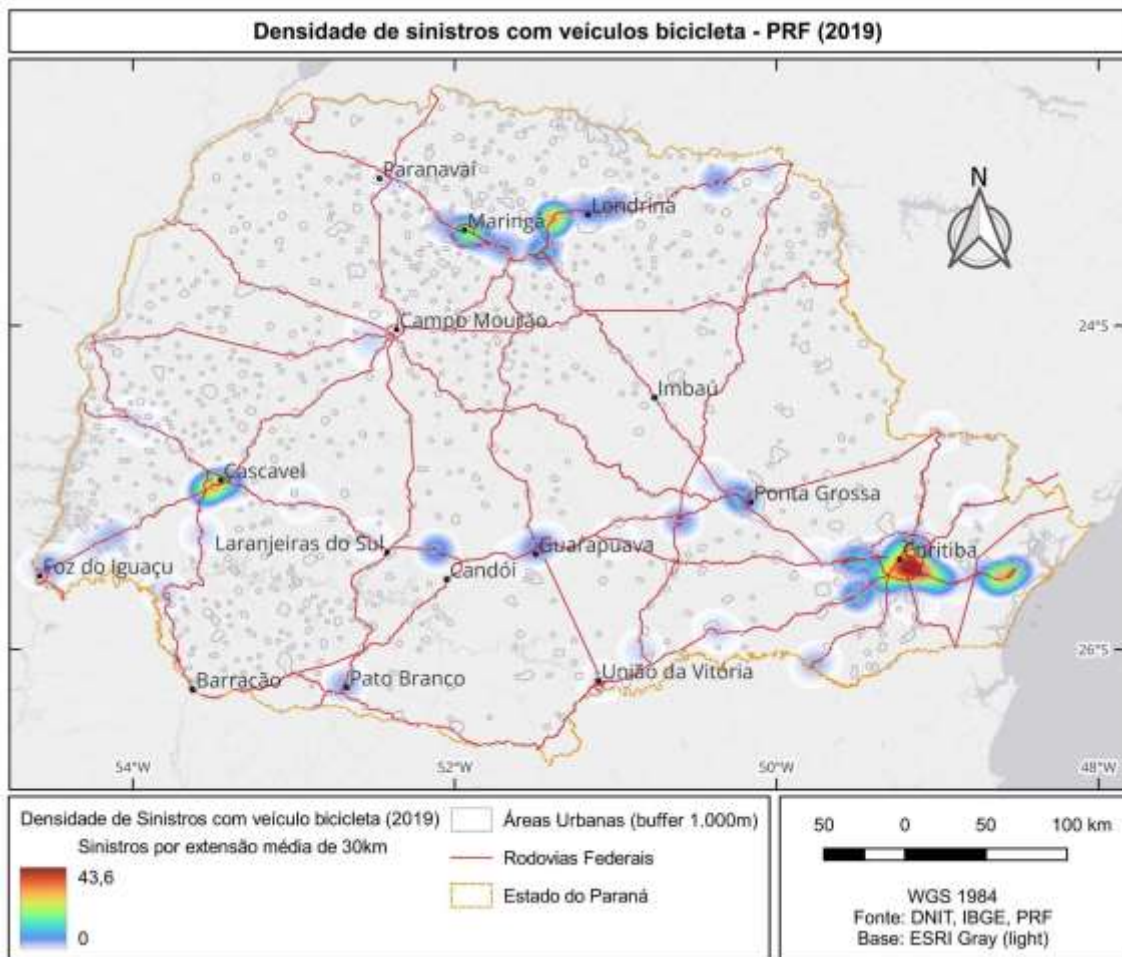 Densidade de sinistros com veículos bicicleta - PRF (2019)
Paranavaí
Maringá
Londrina
N
Campo Mourão
24°S
Imbaú
Cascavel
Ponta Grossa
Laranjeiras do Sul
Guarapuava
Curitiba
Foz do Iguaçu
Candói
26°S
Barracão
Pato Branco
União da Vitória
54°W
52°W
50°W
48°W
Densidade de Sinistros com veículo bicicleta (2019)
Sinistros por extensão média de 30km
43,6
0
Áreas Urbanas (buffer 1.000m)
Rodovias Federais
Estado do Paraná
50 0 50 100 km
WGS 1984
Fonte: DNIT, IBGE, PRF
Base: ESRI Gray (light)